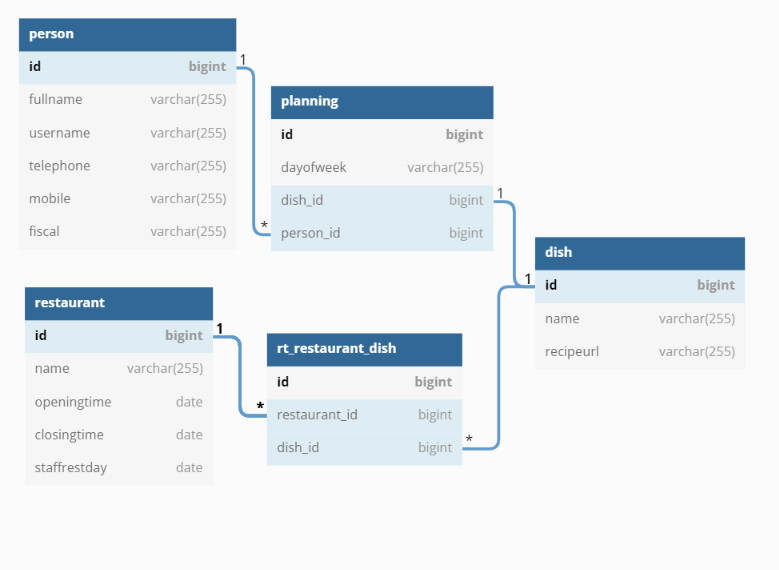 person
id bigint
fullname varchar(255)
username varchar(255)
telephone varchar(255)
mobile varchar(255)
fiscal varchar(255)
1
*
planning
id bigint
dayofweek varchar(255)
dish_id bigint
person_id bigint
1
1
dish
id bigint
name varchar(255)
recipeurl varchar(255)
restaurant
id bigint
name varchar(255)
openingtime date
closingtime date
staffrestday date
1
*
rt_restaurant_dish
id bigint
restaurant_id bigint
dish_id bigint
*